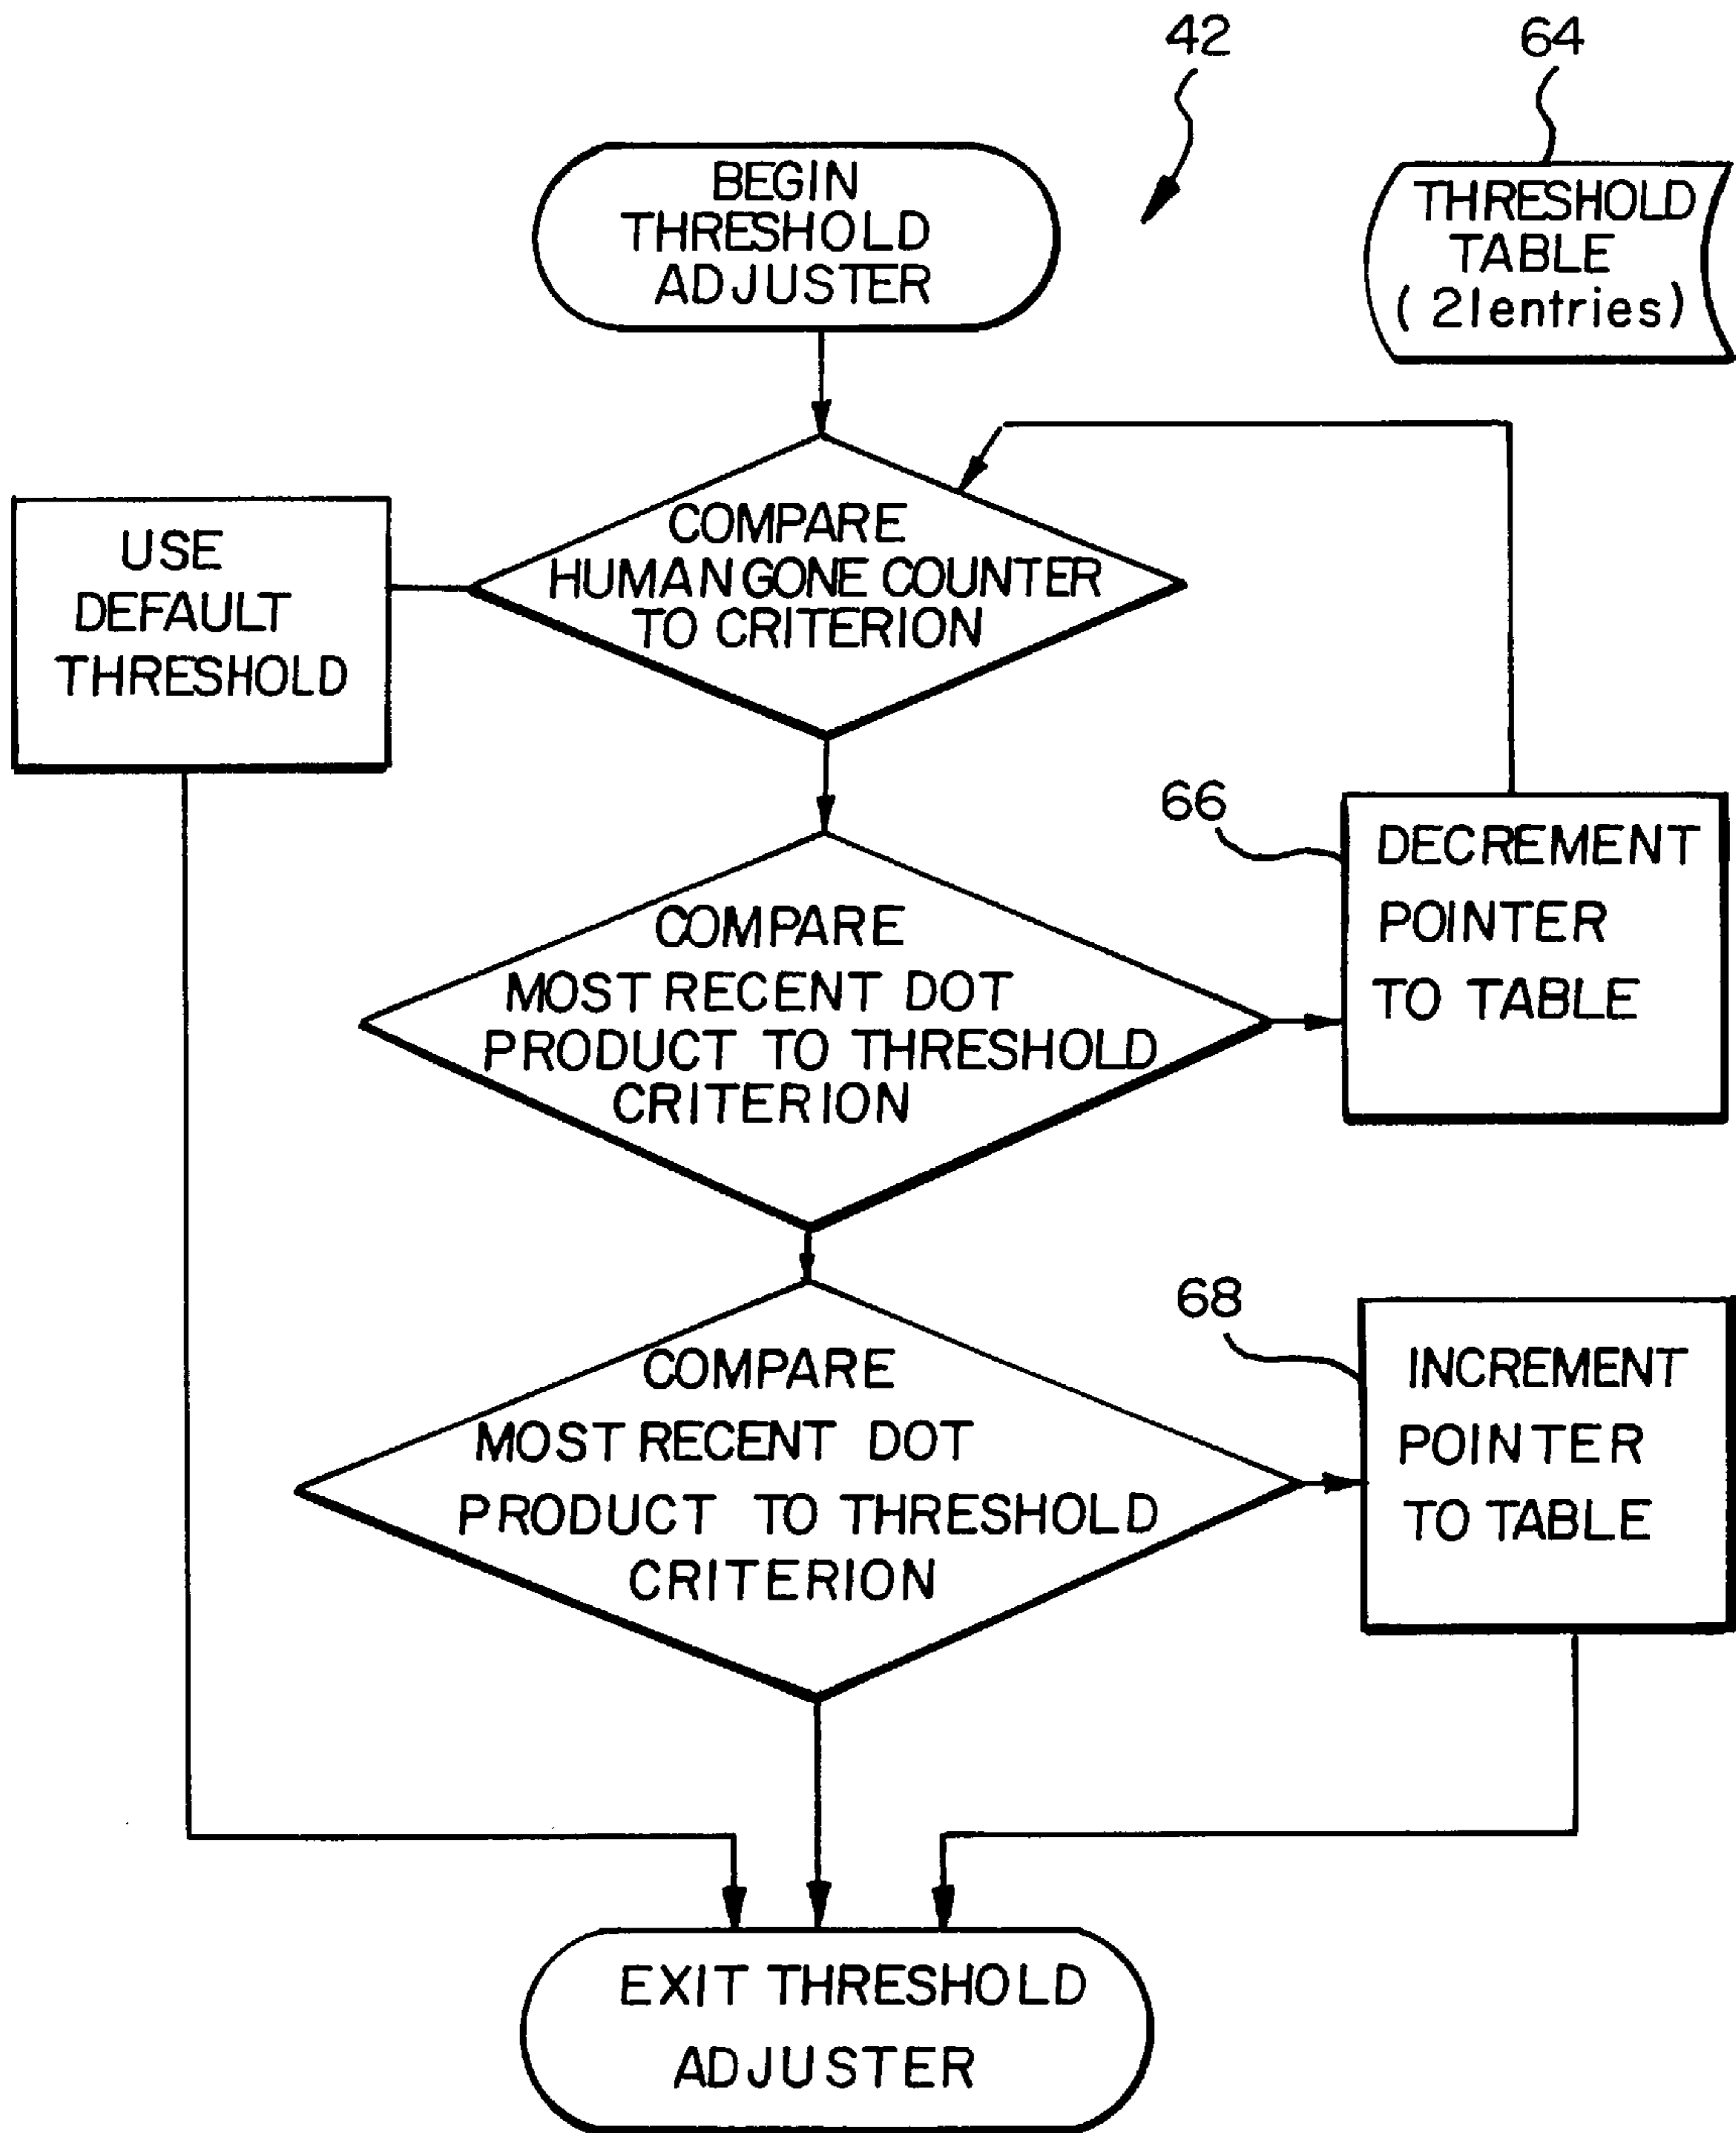 42
64
BEGIN
THRESHOLD
ADJUSTER
THRESHOLD
TABLE
(21entries)
COMPARE
HUMAN GONE COUNTER
TO CRITERION
USE
DEFAULT
THRESHOLD
66
DECREMENT
POINTER
TO TABLE
COMPARE
MOST RECENT DOT
PRODUCT TO THRESHOLD
CRITERION
68
INCREMENT
POINTER
TO TABLE
COMPARE
MOST RECENT DOT
PRODUCT TO THRESHOLD
CRITERION
EXIT THRESHOLD
ADJUSTER